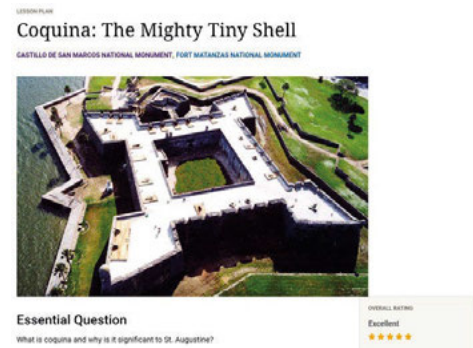 LESSON PLAN
Coquina: The Mighty Tiny Shell
CASTILLO DE SAN MARCOS NATIONAL MONUMENT, FORT MATANZAS NATIONAL MONUMENT
Essential Question
What is coquina and why is it significant to St. Augustine?
OVERALL RATING
Excellent